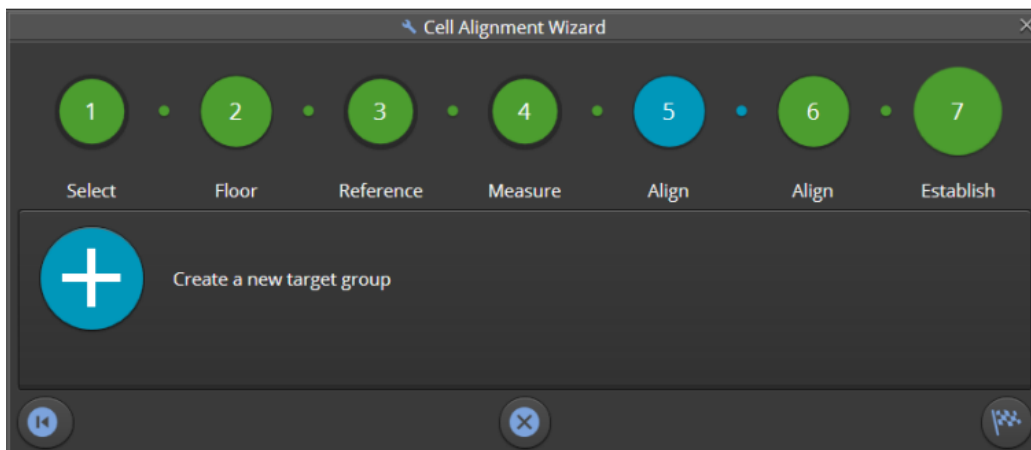 Cell Alignment Wizard
1 2 3 4 5 6 7
Select Floor Reference Measure Align Align Establish
Create a new target group